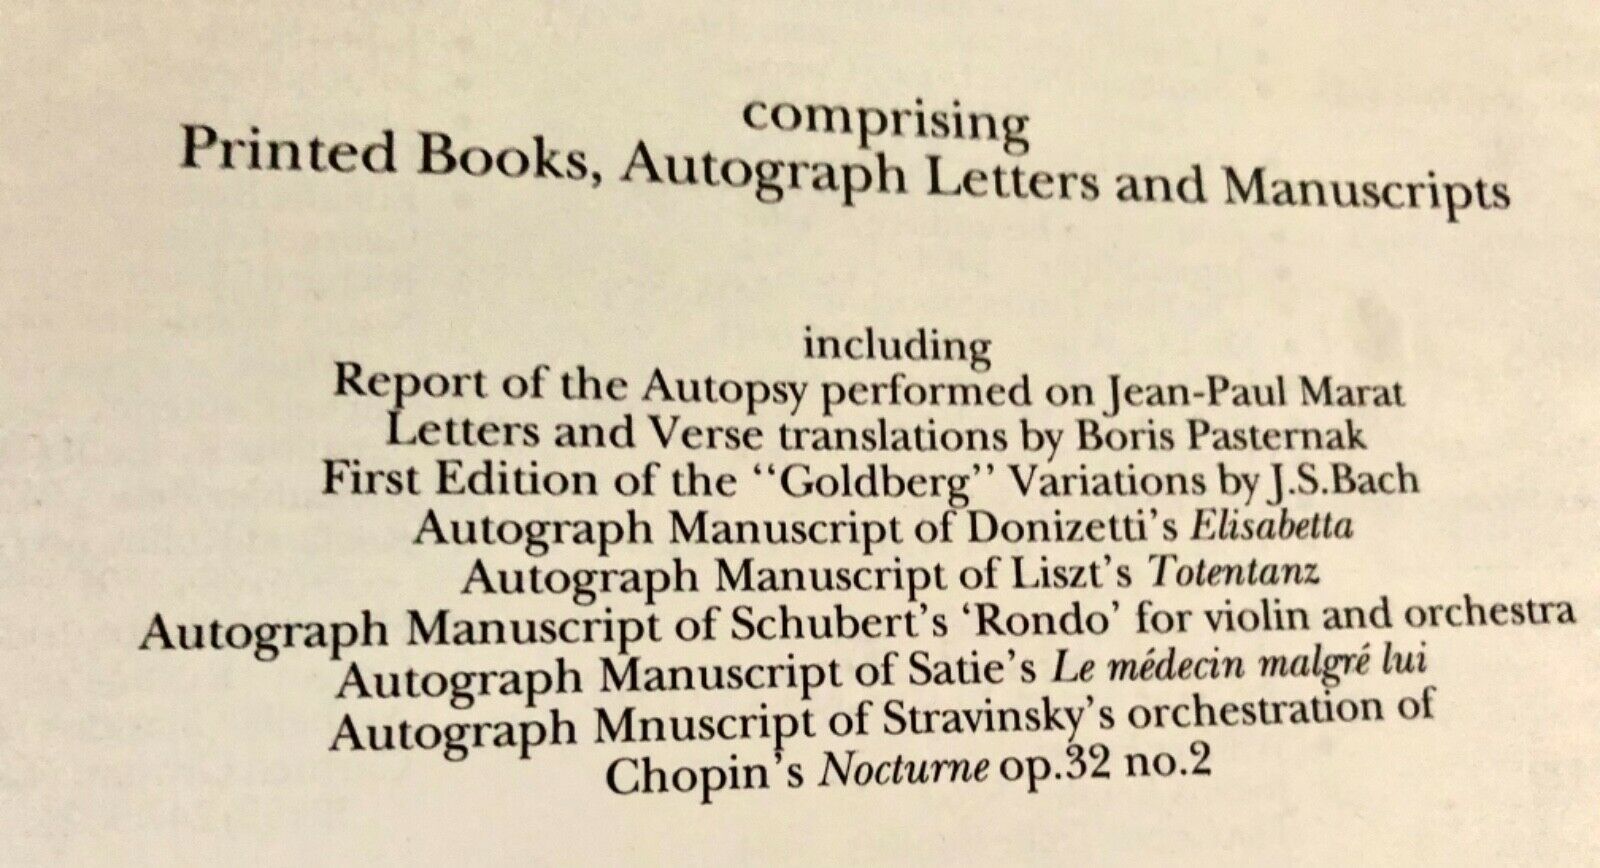 comprising
Printed Books, Autograph Letters and Manuscripts
including
Report of the Autopsy performed on Jean-Paul Marat
Letters and Verse translations by Boris Pasternak
First Edition of the “Goldberg” Variations by J.S.Bach
Autograph Manuscript of Donizetti’s Elisabetta
Autograph Manuscript of Liszt’s Totentanz
Autograph Manuscript of Schubert’s ‘Rondo’ for violin and orchestra
Autograph Manuscript of Satie’s Le médecin malgré lui
Autograph Mnuscript of Stravinsky’s orchestration of
Chopin’s Nocturne op.32 no.2